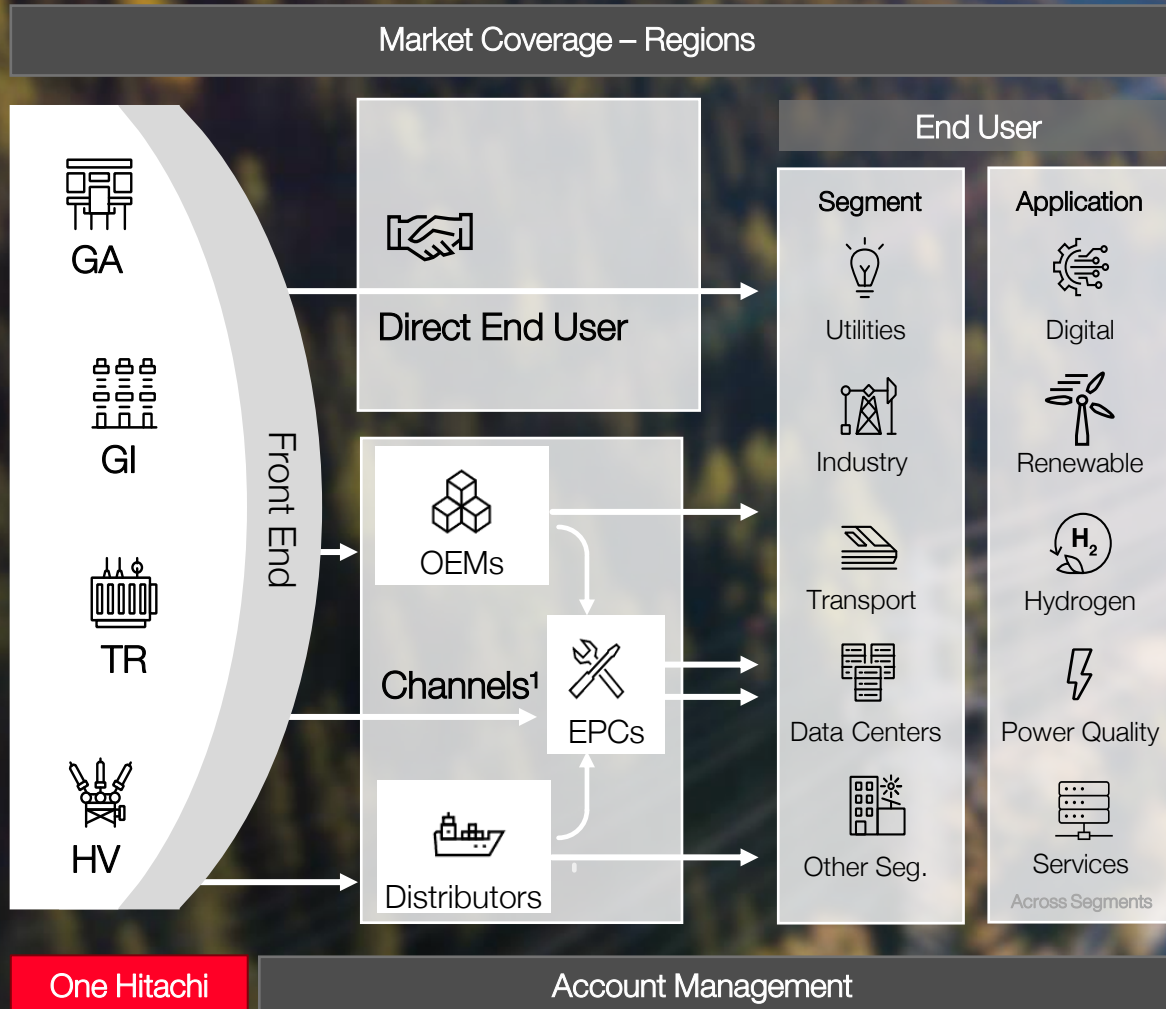 Market Coverage – Regions
GA
GI
TR
HV
Front End
Direct End User
OEMs
Channels¹
EPCs
Distributors
End User
Segment
Utilities
Industry
Transport
Data Centers
Other Seg.
Application
Digital
Renewable
H₂
Hydrogen
Power Quality
Services
Across Segments
One Hitachi
Account Management